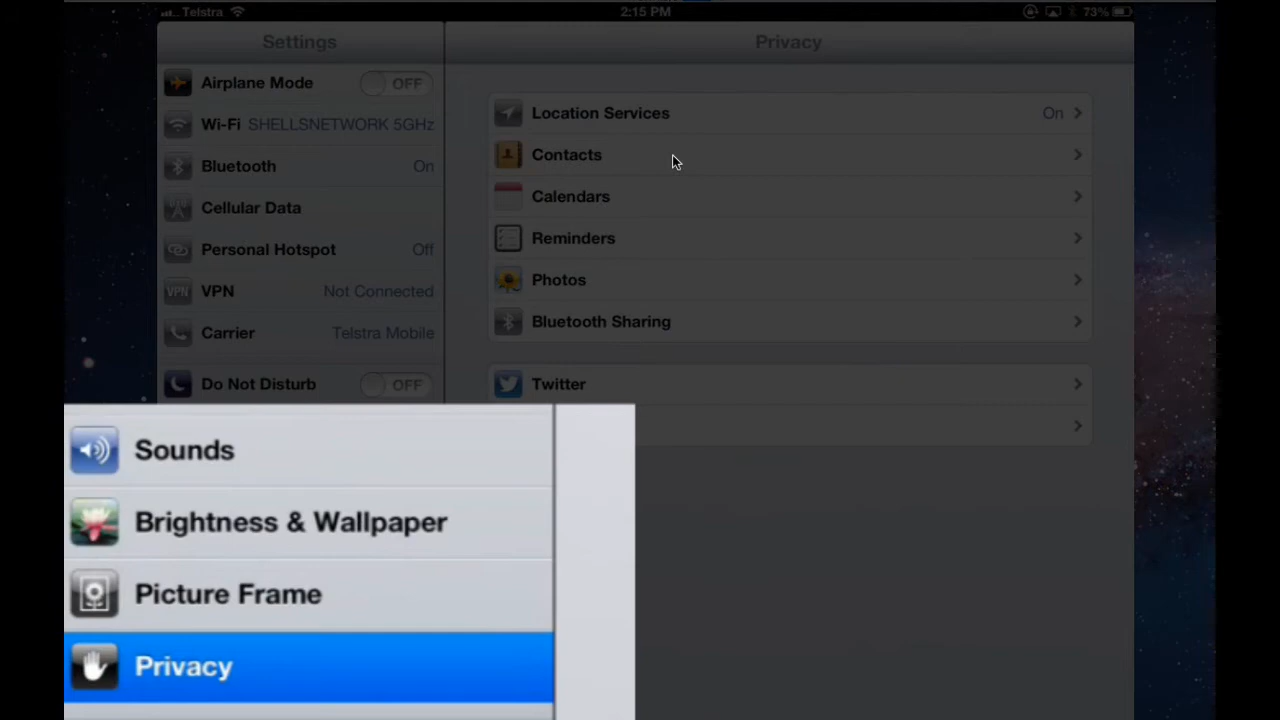 Telstra 2:15 PM 73%
Settings Privacy
Airplane Mode OFF
Wi-Fi SHELLSNETWORK 5GHz
Bluetooth On
Cellular Data
Personal Hotspot Off
VPN VPN Not Connected
Carrier Telstra Mobile
Do Not Disturb OFF
Location Services On
Contacts
Calendars
Reminders
Photos
Bluetooth Sharing
Twitter
Sounds
Brightness & Wallpaper
Picture Frame
Privacy